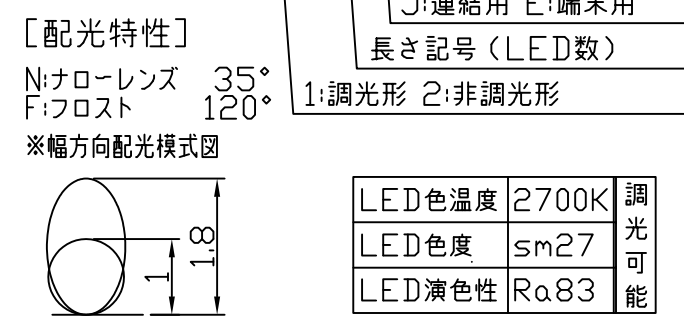 J:連結用 E:端末用
[配光特性]
長さ記号(LED数)
N:ナローレンズ 35°
F:フロスト 120°
1:調光形 2:非調光形
※幅方向配光模式図
1
1.8
LED色温度 2700K
LED色度 sm27
LED演色性 Ra83
調光可能